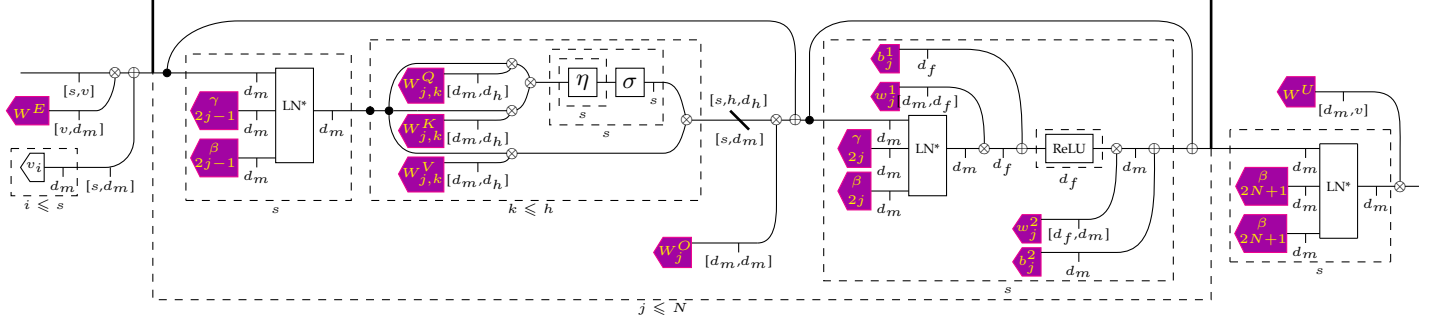 [s,v]
W^E
[v,d_m]
v_i
d_m
[s,d_m]
i ⩽ s
d_m
γ
2j−1
d_m
β
2j−1
d_m
LN*
d_m
s
W^Q_{j,k}
[d_m,d_h]
W^K_{j,k}
[d_m,d_h]
W^V_{j,k}
[d_m,d_h]
η
s
σ
s
s
k ⩽ h
[s,h,d_h]
[s,d_m]
W^O_j
[d_m,d_m]
b^1_j
d_f
w^1_j
[d_m,d_f]
d_m
γ
2j
d_m
β
2j
d_m
LN*
d_m
d_f
ReLU
d_f
d_m
w^2_j
[d_f,d_m]
b^2_j
d_m
s
j ⩽ N
W^U
[d_m,v]
d_m
β
2N+1
d_m
β
2N+1
d_m
LN*
d_m
s